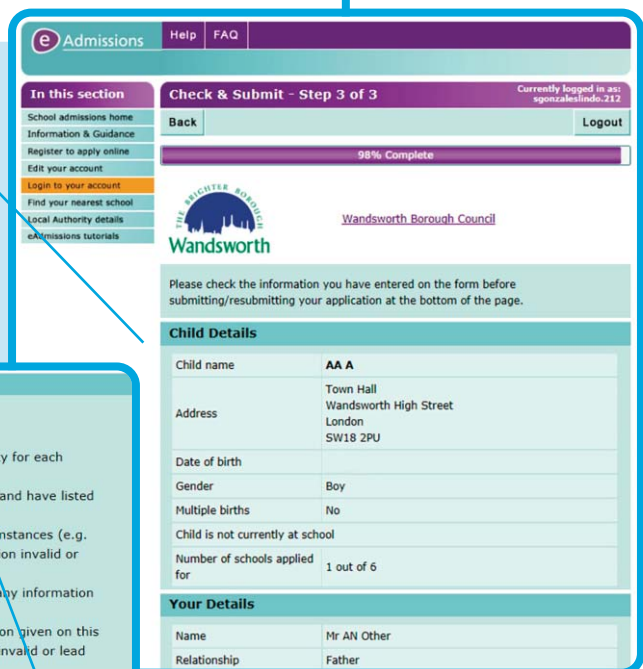 e Admissions
Help
FAQ
In this section
School admissions home
Information & Guidance
Register to apply online
Edit your account
Login to your account
Find your nearest school
Local Authority details
eAdmissions tutorials
Check & Submit - Step 3 of 3
Currently logged in as:
sgonzaleslindo.212
Back
Logout
98% Complete
THE BRIGHTER BOROUGH
Wandsworth
Wandsworth Borough Council
Please check the information you have entered on the form before
submitting/resubmitting your application at the bottom of the page.
Child Details
Child name AA A
Address
Town Hall
Wandsworth High Street
London
SW18 2PU
Date of birth
Gender Boy
Multiple births No
Child is not currently at school
Number of schools applied
for
1 out of 6
Your Details
Name Mr AN Other
Relationship Father
y for each
and have listed
nstances (e.g.
ion invalid or
ny information
on given on this
invalid or lead